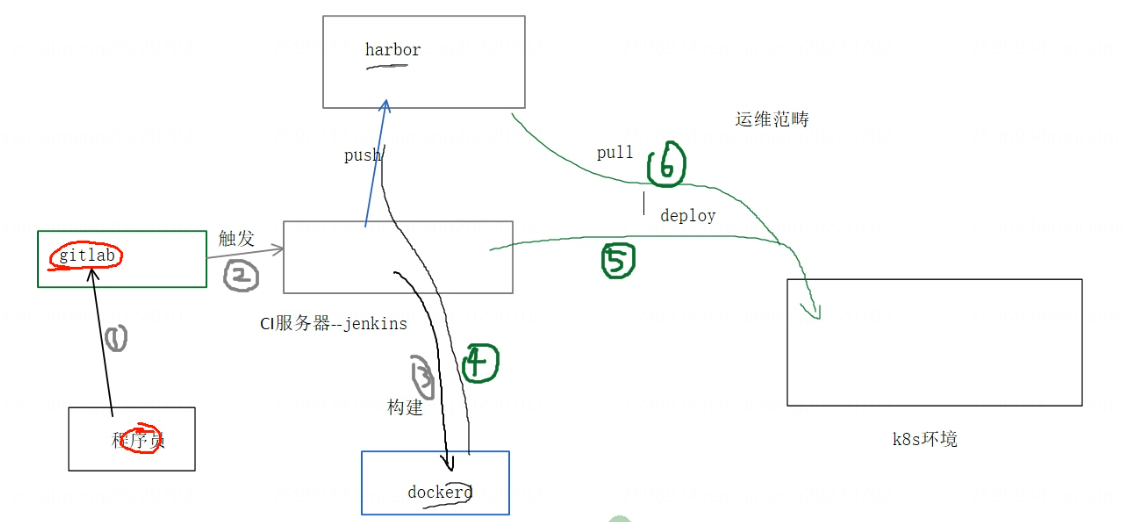 harbor
运维范畴
push
pull
6
deploy
gitlab
触发
2
5
CI服务器--jenkins
1
3
4
构建
程序员
k8s环境
dockerd